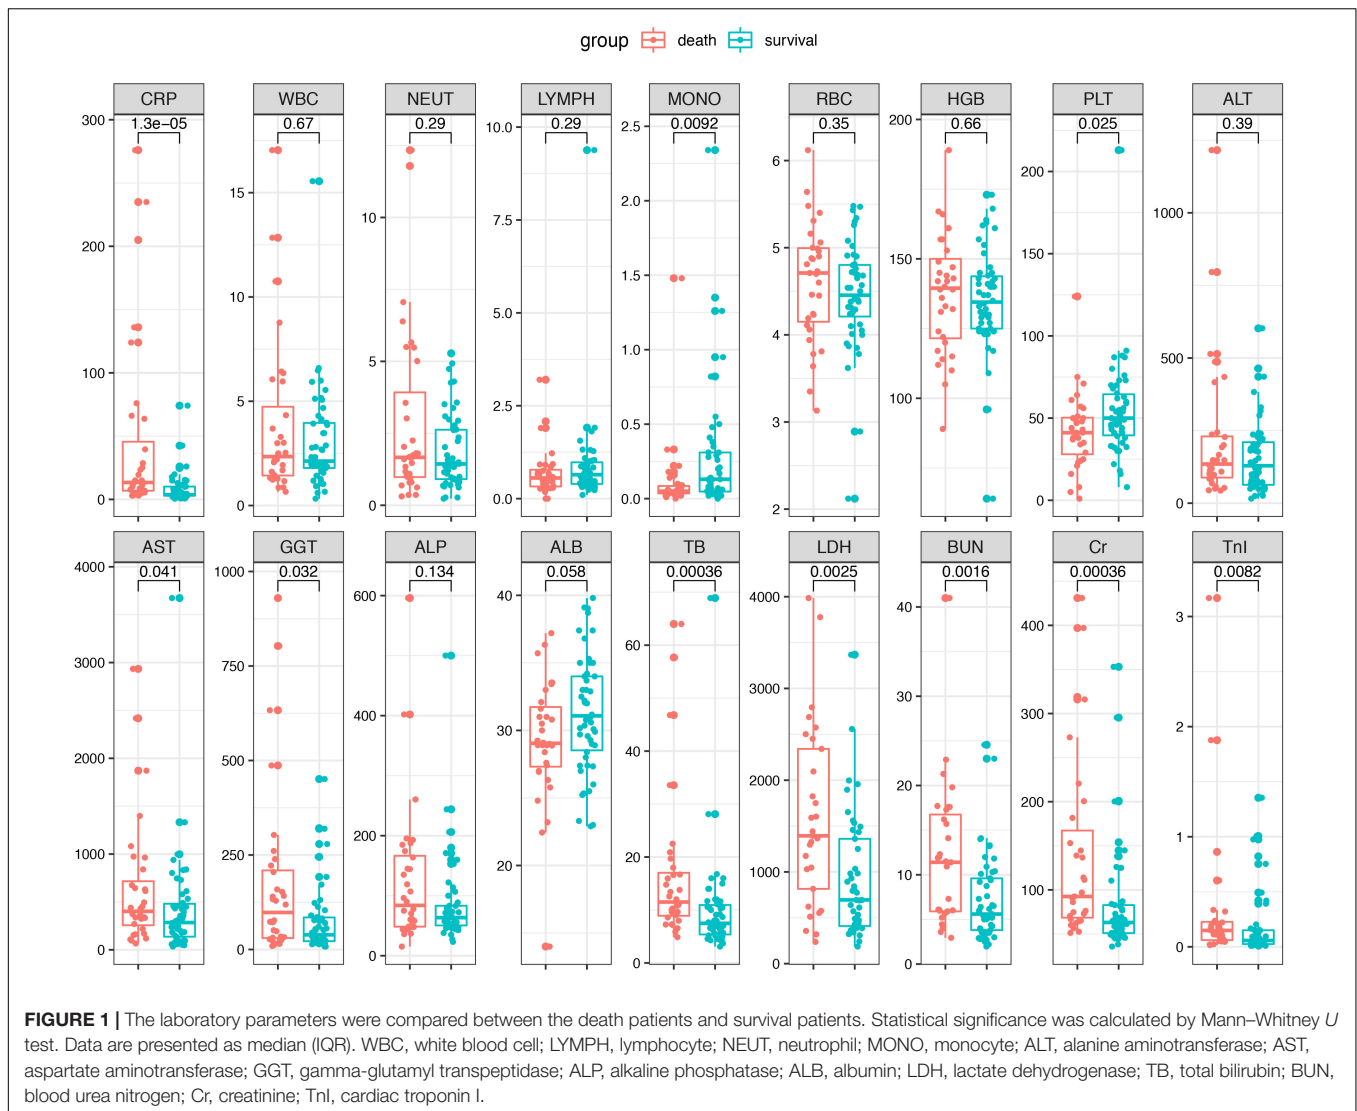 group death survival
CRP WBC NEUT LYMPH MONO RBC HGB PLT ALT
1.3e−05 0.67 0.29 0.29 0.0092 0.35 0.66 0.025 0.39
300 200 100 0
15 10 5 0
10 5 0
10.0 7.5 5.0 2.5 0.0
2.5 2.0 1.5 1.0 0.5 0.0
6 5 4 3 2
200 150 100
200 150 100 50 0
1000 500 0
AST GGT ALP ALB TB LDH BUN Cr TnI
0.041 0.032 0.134 0.058 0.00036 0.0025 0.0016 0.00036 0.0082
4000 3000 2000 1000 0
1000 750 500 250 0
600 400 200 0
40 30 20
60 40 20 0
4000 3000 2000 1000 0
40 30 20 10 0
400 300 200 100
3 2 1 0
FIGURE 1 | The laboratory parameters were compared between the death patients and survival patients. Statistical significance was calculated by Mann–Whitney U
test. Data are presented as median (IQR). WBC, white blood cell; LYMPH, lymphocyte; NEUT, neutrophil; MONO, monocyte; ALT, alanine aminotransferase; AST,
aspartate aminotransferase; GGT, gamma-glutamyl transpeptidase; ALP, alkaline phosphatase; ALB, albumin; LDH, lactate dehydrogenase; TB, total bilirubin; BUN,
blood urea nitrogen; Cr, creatinine; TnI, cardiac troponin I.